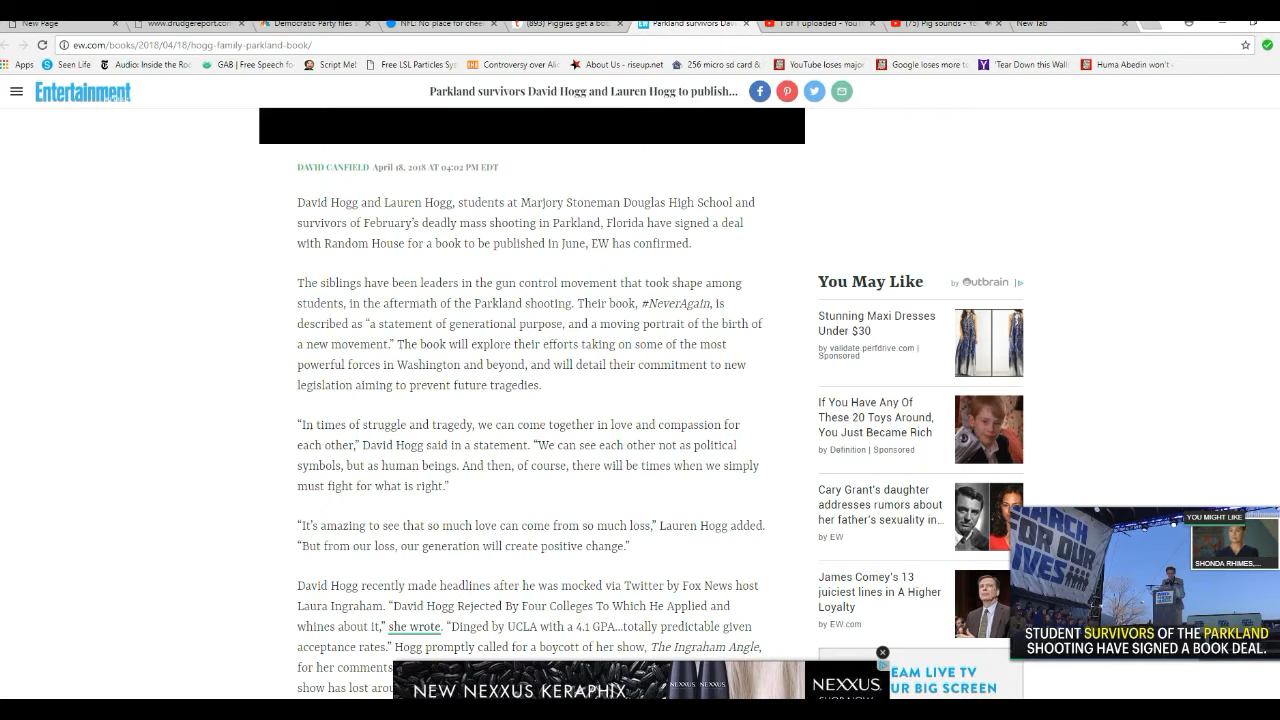 New Page
www.drudgereport.com
Democratic Party files
NFL: No place for chee
(893) Piggies get a bo
Parkland survivors Dav
1 of 1 uploaded - You
(75) Pig sounds - Yo
New Tab
ew.com/books/2018/04/18/hogg-family-parkland-book/
Apps
Seen Life
Audio: Inside the Ro
GAB | Free Speech fo
Script Me!
Free LSL Particles Sy
Controversy over Al
About Us - riseup.net
256 micro sd card &
YouTube loses major
Google loses more t
'Tear Down this Wall
Huma Abedin won't
Entertainment
Parkland survivors David Hogg and Lauren Hogg to publish...
DAVID CANFIELD April 18, 2018 AT 04:02 PM EDT
David Hogg and Lauren Hogg, students at Marjory Stoneman Douglas High School and
survivors of February's deadly mass shooting in Parkland, Florida have signed a deal
with Random House for a book to be published in June, EW has confirmed.
The siblings have been leaders in the gun control movement that took shape among
students, in the aftermath of the Parkland shooting. Their book, #NeverAgain, is
described as “a statement of generational purpose, and a moving portrait of the birth of
a new movement.” The book will explore their efforts taking on some of the most
powerful forces in Washington and beyond, and will detail their commitment to new
legislation aiming to prevent future tragedies.
“In times of struggle and tragedy, we can come together in love and compassion for
each other,” David Hogg said in a statement. “We can see each other not as political
symbols, but as human beings. And then, of course, there will be times when we simply
must fight for what is right.”
“It's amazing to see that so much love can come from so much loss,” Lauren Hogg added.
“But from our loss, our generation will create positive change.”
David Hogg recently made headlines after he was mocked via Twitter by Fox News host
Laura Ingraham. “David Hogg Rejected By Four Colleges To Which He Applied and
whines about it,” she wrote. “Dinged by UCLA with a 4.1 GPA...totally predictable given
acceptance rates.” Hogg promptly called for a boycott of her show, The Ingraham Angle,
for her comments
show has lost arou
You May Like
by Outbrain
Stunning Maxi Dresses
Under $30
by validate.perfdrive.com |
Sponsored
If You Have Any Of
These 20 Toys Around,
You Just Became Rich
by Definition | Sponsored
Cary Grant's daughter
addresses rumors about
her father's sexuality in...
by EW
James Comey's 13
juiciest lines in A Higher
Loyalty
by EW.com
MARCH
FOR OUR
LIVES
YOU MIGHT LIKE
SHONDA RHIMES,...
STUDENT SURVIVORS OF THE PARKLAND
SHOOTING HAVE SIGNED A BOOK DEAL.
NEW NEXXUS KERAPHIX
NEXXUS NEXXUS
NEXXUS
SHOP NOW
EAM LIVE TV
UR BIG SCREEN